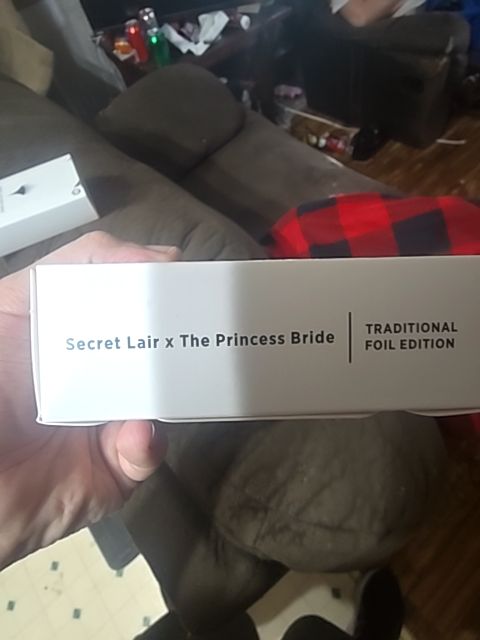 Secret Lair x The Princess Bride
TRADITIONAL
FOIL EDITION